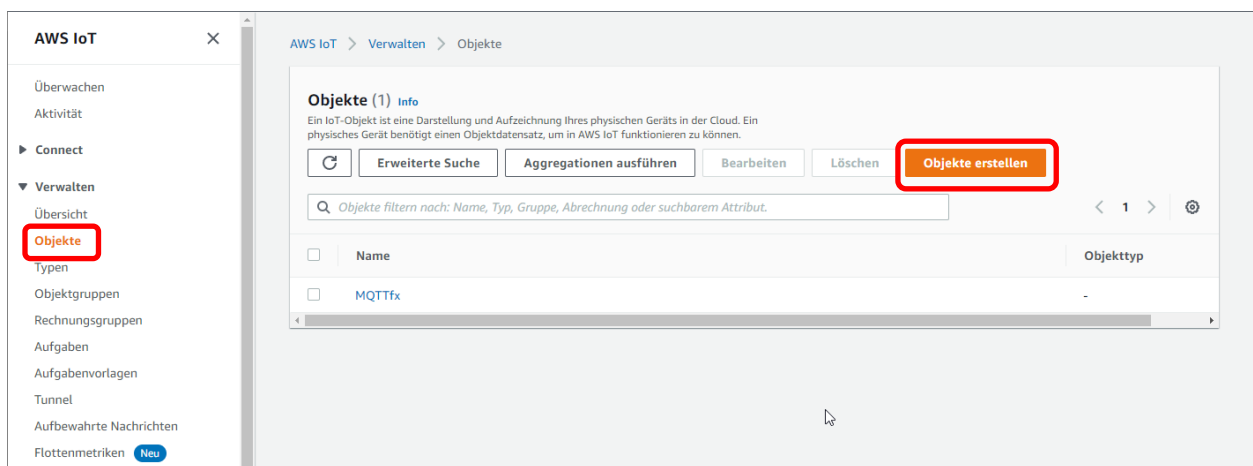 AWS IoT
Überwachen
Aktivität
Connect
Verwalten
Übersicht
Objekte
Typen
Objektgruppen
Rechnungsgruppen
Aufgaben
Aufgabenvorlagen
Tunnel
Aufbewahrte Nachrichten
Flottenmetriken Neu
AWS IoT > Verwalten > Objekte
Objekte (1) Info
Ein IoT-Objekt ist eine Darstellung und Aufzeichnung Ihres physischen Geräts in der Cloud. Ein
physisches Gerät benötigt einen Objektdatensatz, um in AWS IoT funktionieren zu können.
Erweiterte Suche Aggregationen ausführen Bearbeiten Löschen Objekte erstellen
Objekte filtern nach: Name, Typ, Gruppe, Abrechnung oder suchbarem Attribut. < 1 >
Name Objekttyp
MQTTfx -